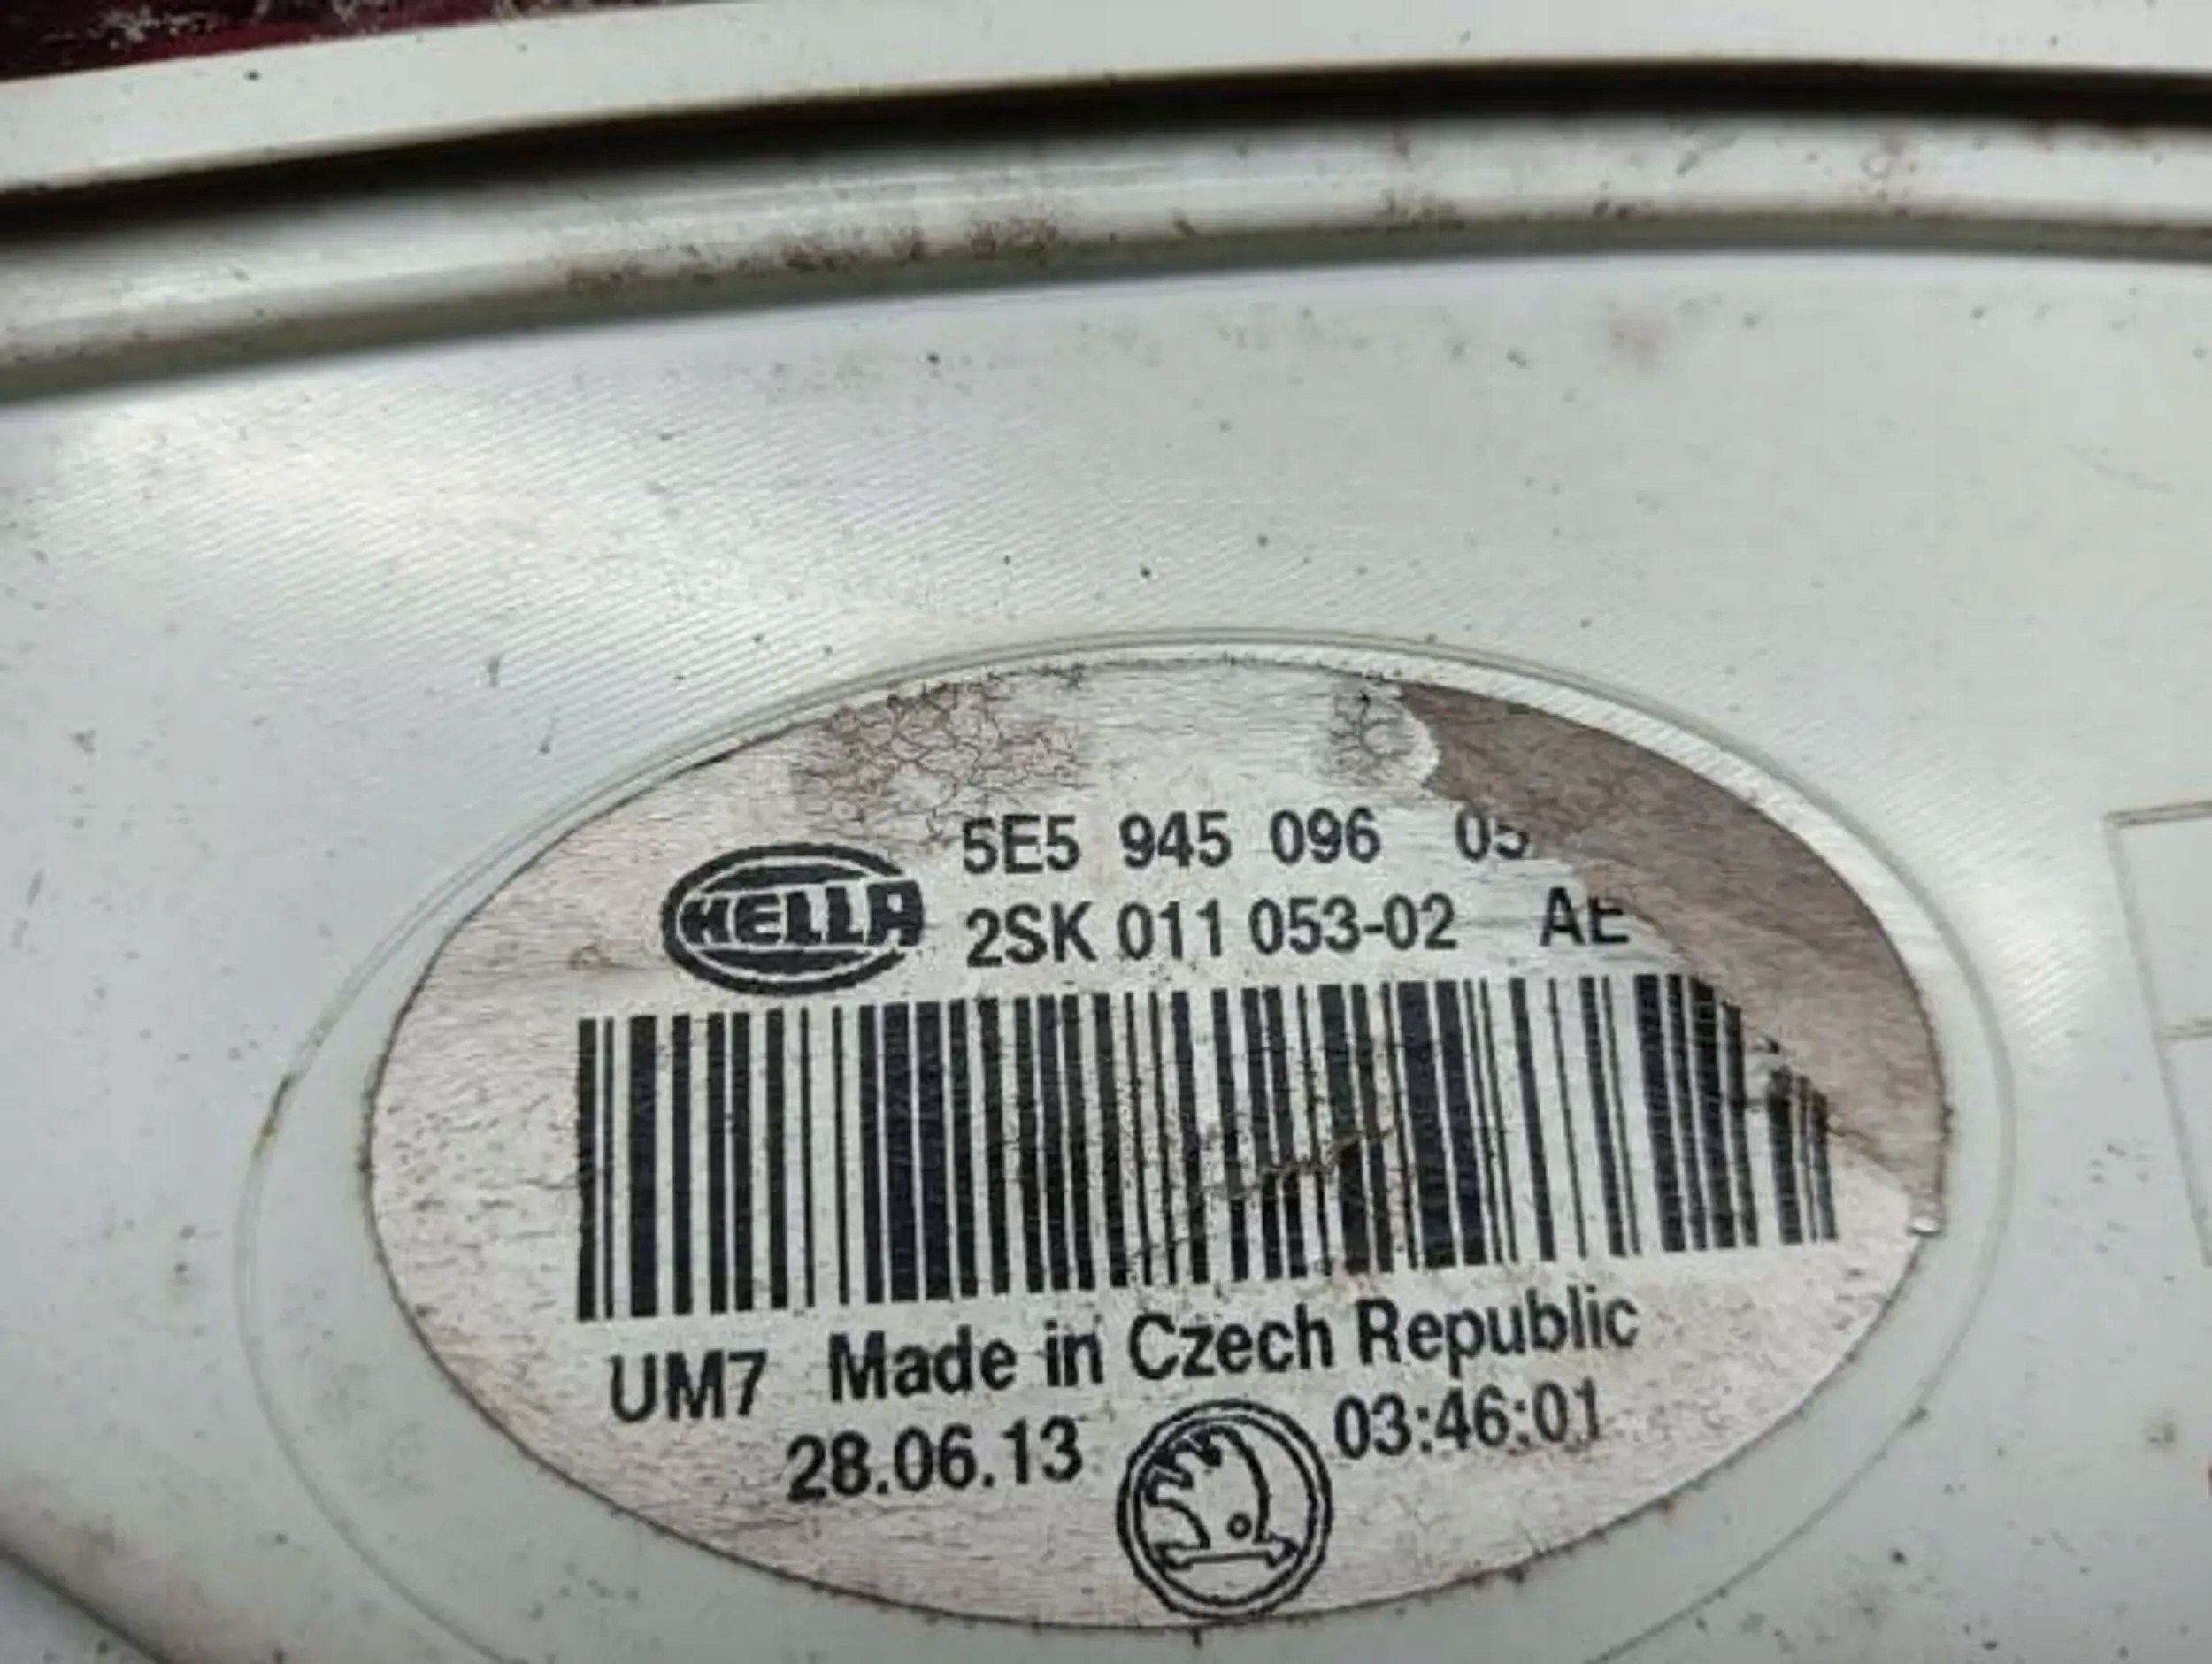 5E5 945 096 05
HELLA 2SK 011 053-02 AE
UM7 Made in Czech Republic
28.06.13 03:46:01